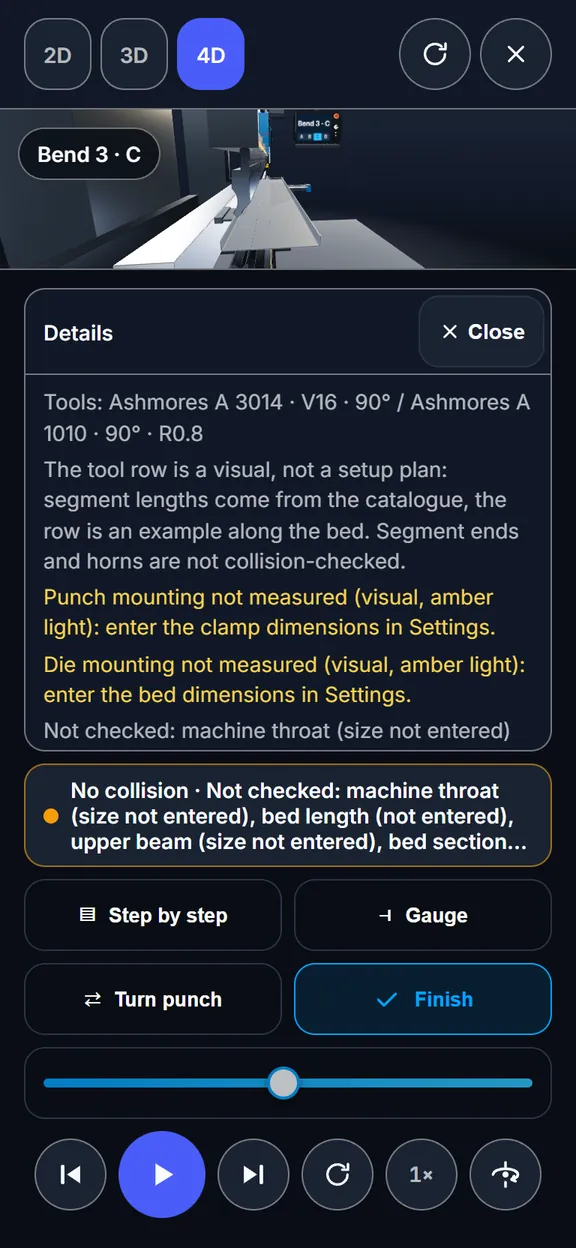 2D
3D
4D
Bend 3 · C
Bend 3 · C
Details
Close
Tools: Ashmores A 3014 · V16 · 90° / Ashmores A
1010 · 90° · R0.8
The tool row is a visual, not a setup plan:
segment lengths come from the catalogue, the
row is an example along the bed. Segment ends
and horns are not collision-checked.
Punch mounting not measured (visual, amber
light): enter the clamp dimensions in Settings.
Die mounting not measured (visual, amber light):
enter the bed dimensions in Settings.
Not checked: machine throat (size not entered)
No collision · Not checked: machine throat
(size not entered), bed length (not entered),
upper beam (size not entered), bed section...
Step by step
Gauge
Turn punch
Finish
1×